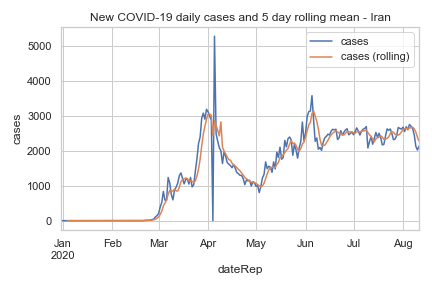 New COVID-19 daily cases and 5 day rolling mean - Iran
cases
cases (rolling)
5000
4000
3000
2000
1000
0
cases
Jan
2020
Feb
Mar
Apr
May
Jun
Jul
Aug
dateRep